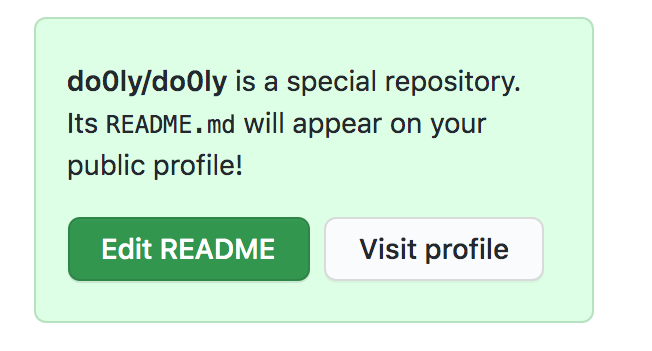 do0ly/do0ly is a special repository.
Its README.md will appear on your
public profile!
Edit README
Visit profile